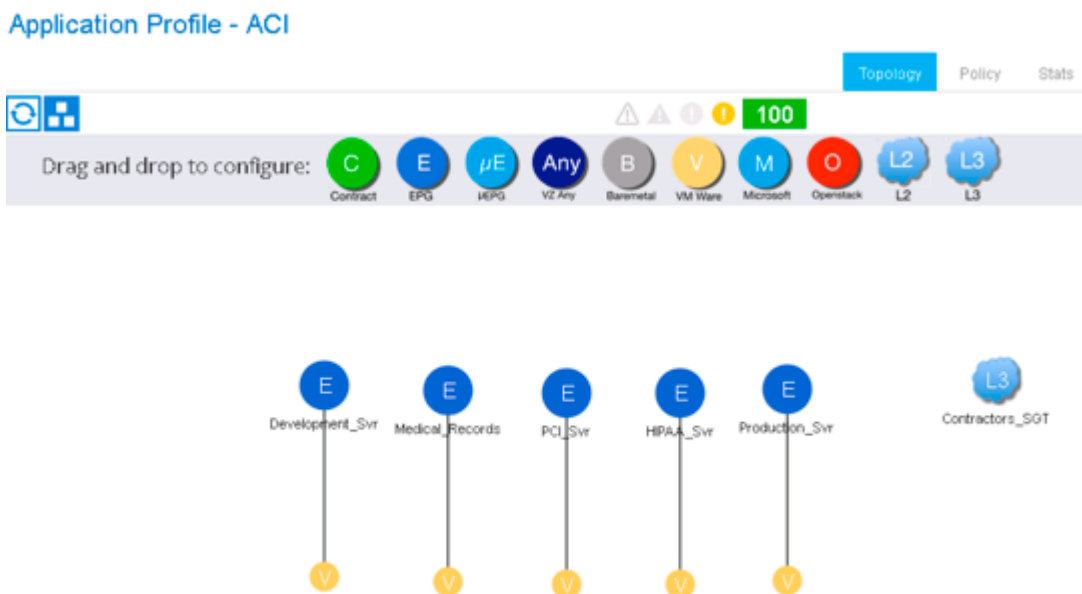 Application Profile - ACI
Topology Policy Stats
100
Drag and drop to configure:
C E µE Any B V M O L2 L3
Contract EPG µEPG VZ Any Baremetal VM Ware Microsoft Openstack L2 L3
E E E E E L3
Development_Svr Medical_Records PCI_Svr HIPAA_Svr Production_Svr Contractors_SGT
V V V V V